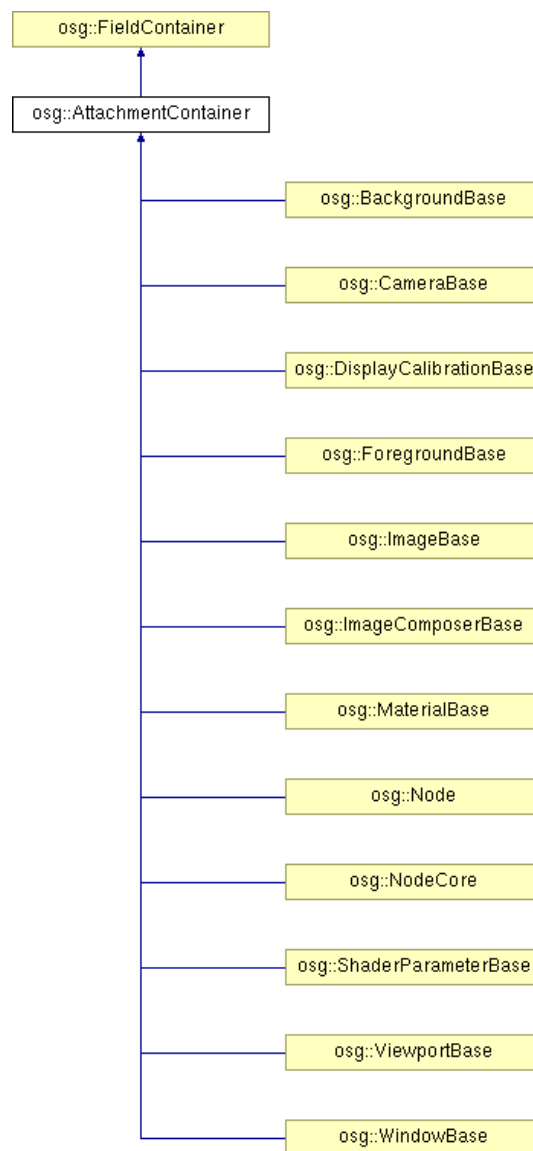 osg::FieldContainer
osg::AttachmentContainer
osg::BackgroundBase
osg::CameraBase
osg::DisplayCalibrationBase
osg::ForegroundBase
osg::ImageBase
osg::ImageComposerBase
osg::MaterialBase
osg::Node
osg::NodeCore
osg::ShaderParameterBase
osg::ViewportBase
osg::WindowBase